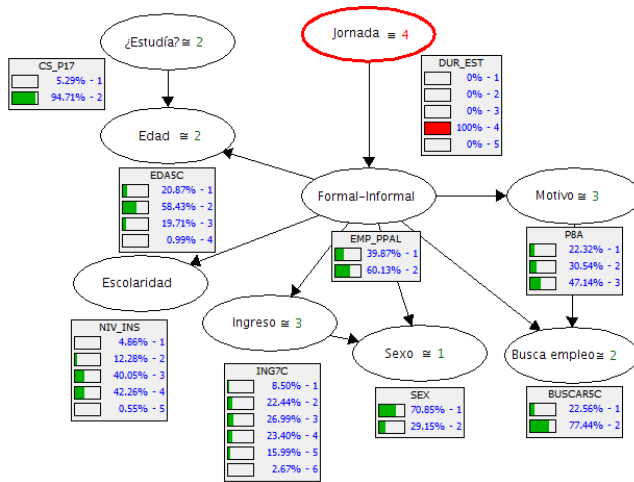 ¿Estudía? ≅ 2
Jornada ≅ 4
CS_P17
5.29% - 1
94.71% - 2
DUR_EST
0% - 1
0% - 2
0% - 3
100% - 4
0% - 5
Edad ≅ 2
EDA5C
20.87% - 1
58.43% - 2
19.71% - 3
0.99% - 4
Formal-Informal
EMP_PPAL
39.87% - 1
60.13% - 2
Motivo ≅ 3
P8A
22.32% - 1
30.54% - 2
47.14% - 3
Escolaridad
NIV_INS
4.86% - 1
12.28% - 2
40.05% - 3
42.26% - 4
0.55% - 5
Ingreso ≅ 3
ING7C
8.50% - 1
22.44% - 2
26.99% - 3
23.40% - 4
15.99% - 5
2.67% - 6
Sexo ≅ 1
SEX
70.85% - 1
29.15% - 2
Busca empleo ≅ 2
BUSCAR5C
22.56% - 1
77.44% - 2